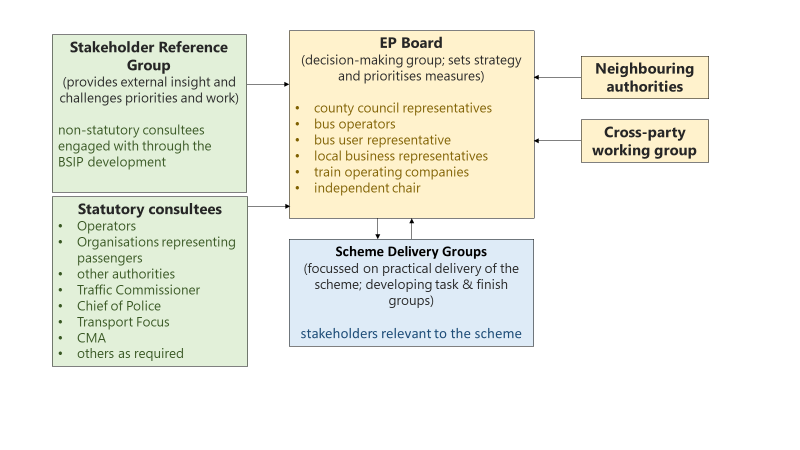 Stakeholder Reference
Group
(provides external insight and
challenges priorities and work)
non-statutory consultees
engaged with through the
BSIP development
Statutory consultees
• Operators
• Organisations representing
passengers
• other authorities
• Traffic Commissioner
• Chief of Police
• Transport Focus
• CMA
• others as required
EP Board
(decision-making group; sets strategy
and prioritises measures)
• county council representatives
• bus operators
• bus user representative
• local business representatives
• train operating companies
• independent chair
Scheme Delivery Groups
(focussed on practical delivery of the
scheme; developing task & finish
groups)
stakeholders relevant to the scheme
Neighbouring
authorities
Cross-party
working group